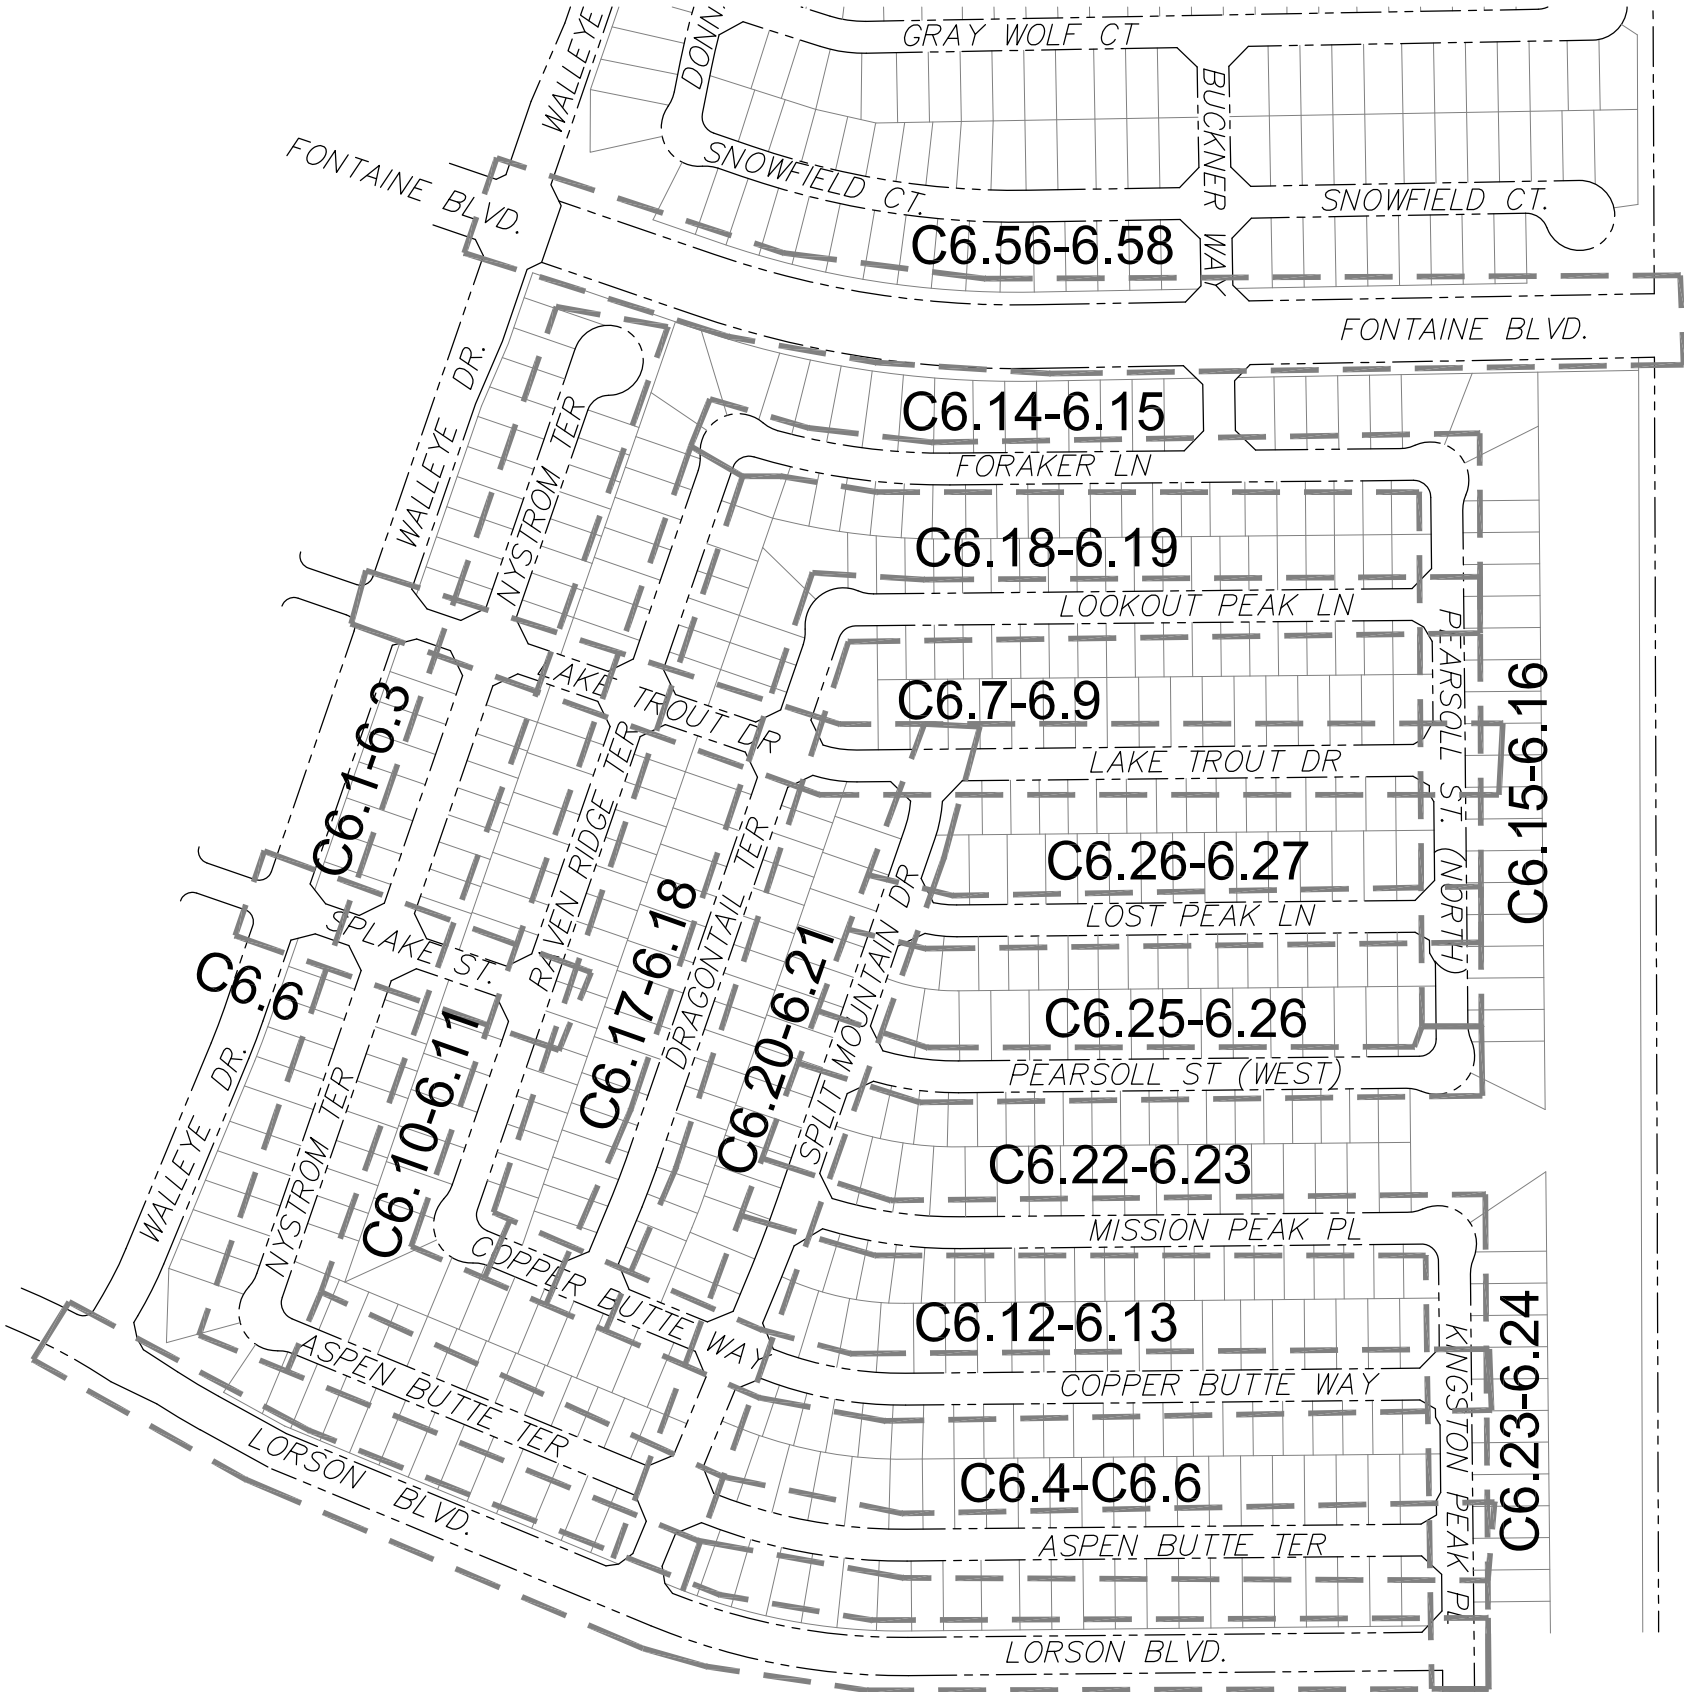 WALLEYE
DONN
GRAY WOLF CT
BUCKNER WAY
FONTAINE BLVD.
SNOWFIELD CT.
SNOWFIELD CT.
C6.56-6.58
FONTAINE BLVD.
WALLEYE DR.
NYSTROM TER
C6.14-6.15
FORAKER LN
C6.18-6.19
LOOKOUT PEAK LN
PEARSOLL ST. (NORTH)
C6.15-6.16
C6.7-6.9
LAKE TROUT DR
LAKE TROUT DR
C6.1-6.3
RAVEN RIDGE TER
DRAGONTAIL TER
C6.26-6.27
LOST PEAK LN
SPLAKE ST.
C6.6
C6.17-6.18
C6.20-6.21
SPLIT MOUNTAIN DR
C6.25-6.26
PEARSOLL ST (WEST)
WALLEYE DR.
NYSTROM TER
C6.10-6.11
C6.22-6.23
MISSION PEAK PL
COPPER BUTTE WAY
C6.12-6.13
COPPER BUTTE WAY
KINGSTON PEAK PL
C6.23-6.24
ASPEN BUTTE TER
C6.4-C6.6
ASPEN BUTTE TER
LORSON BLVD.
LORSON BLVD.